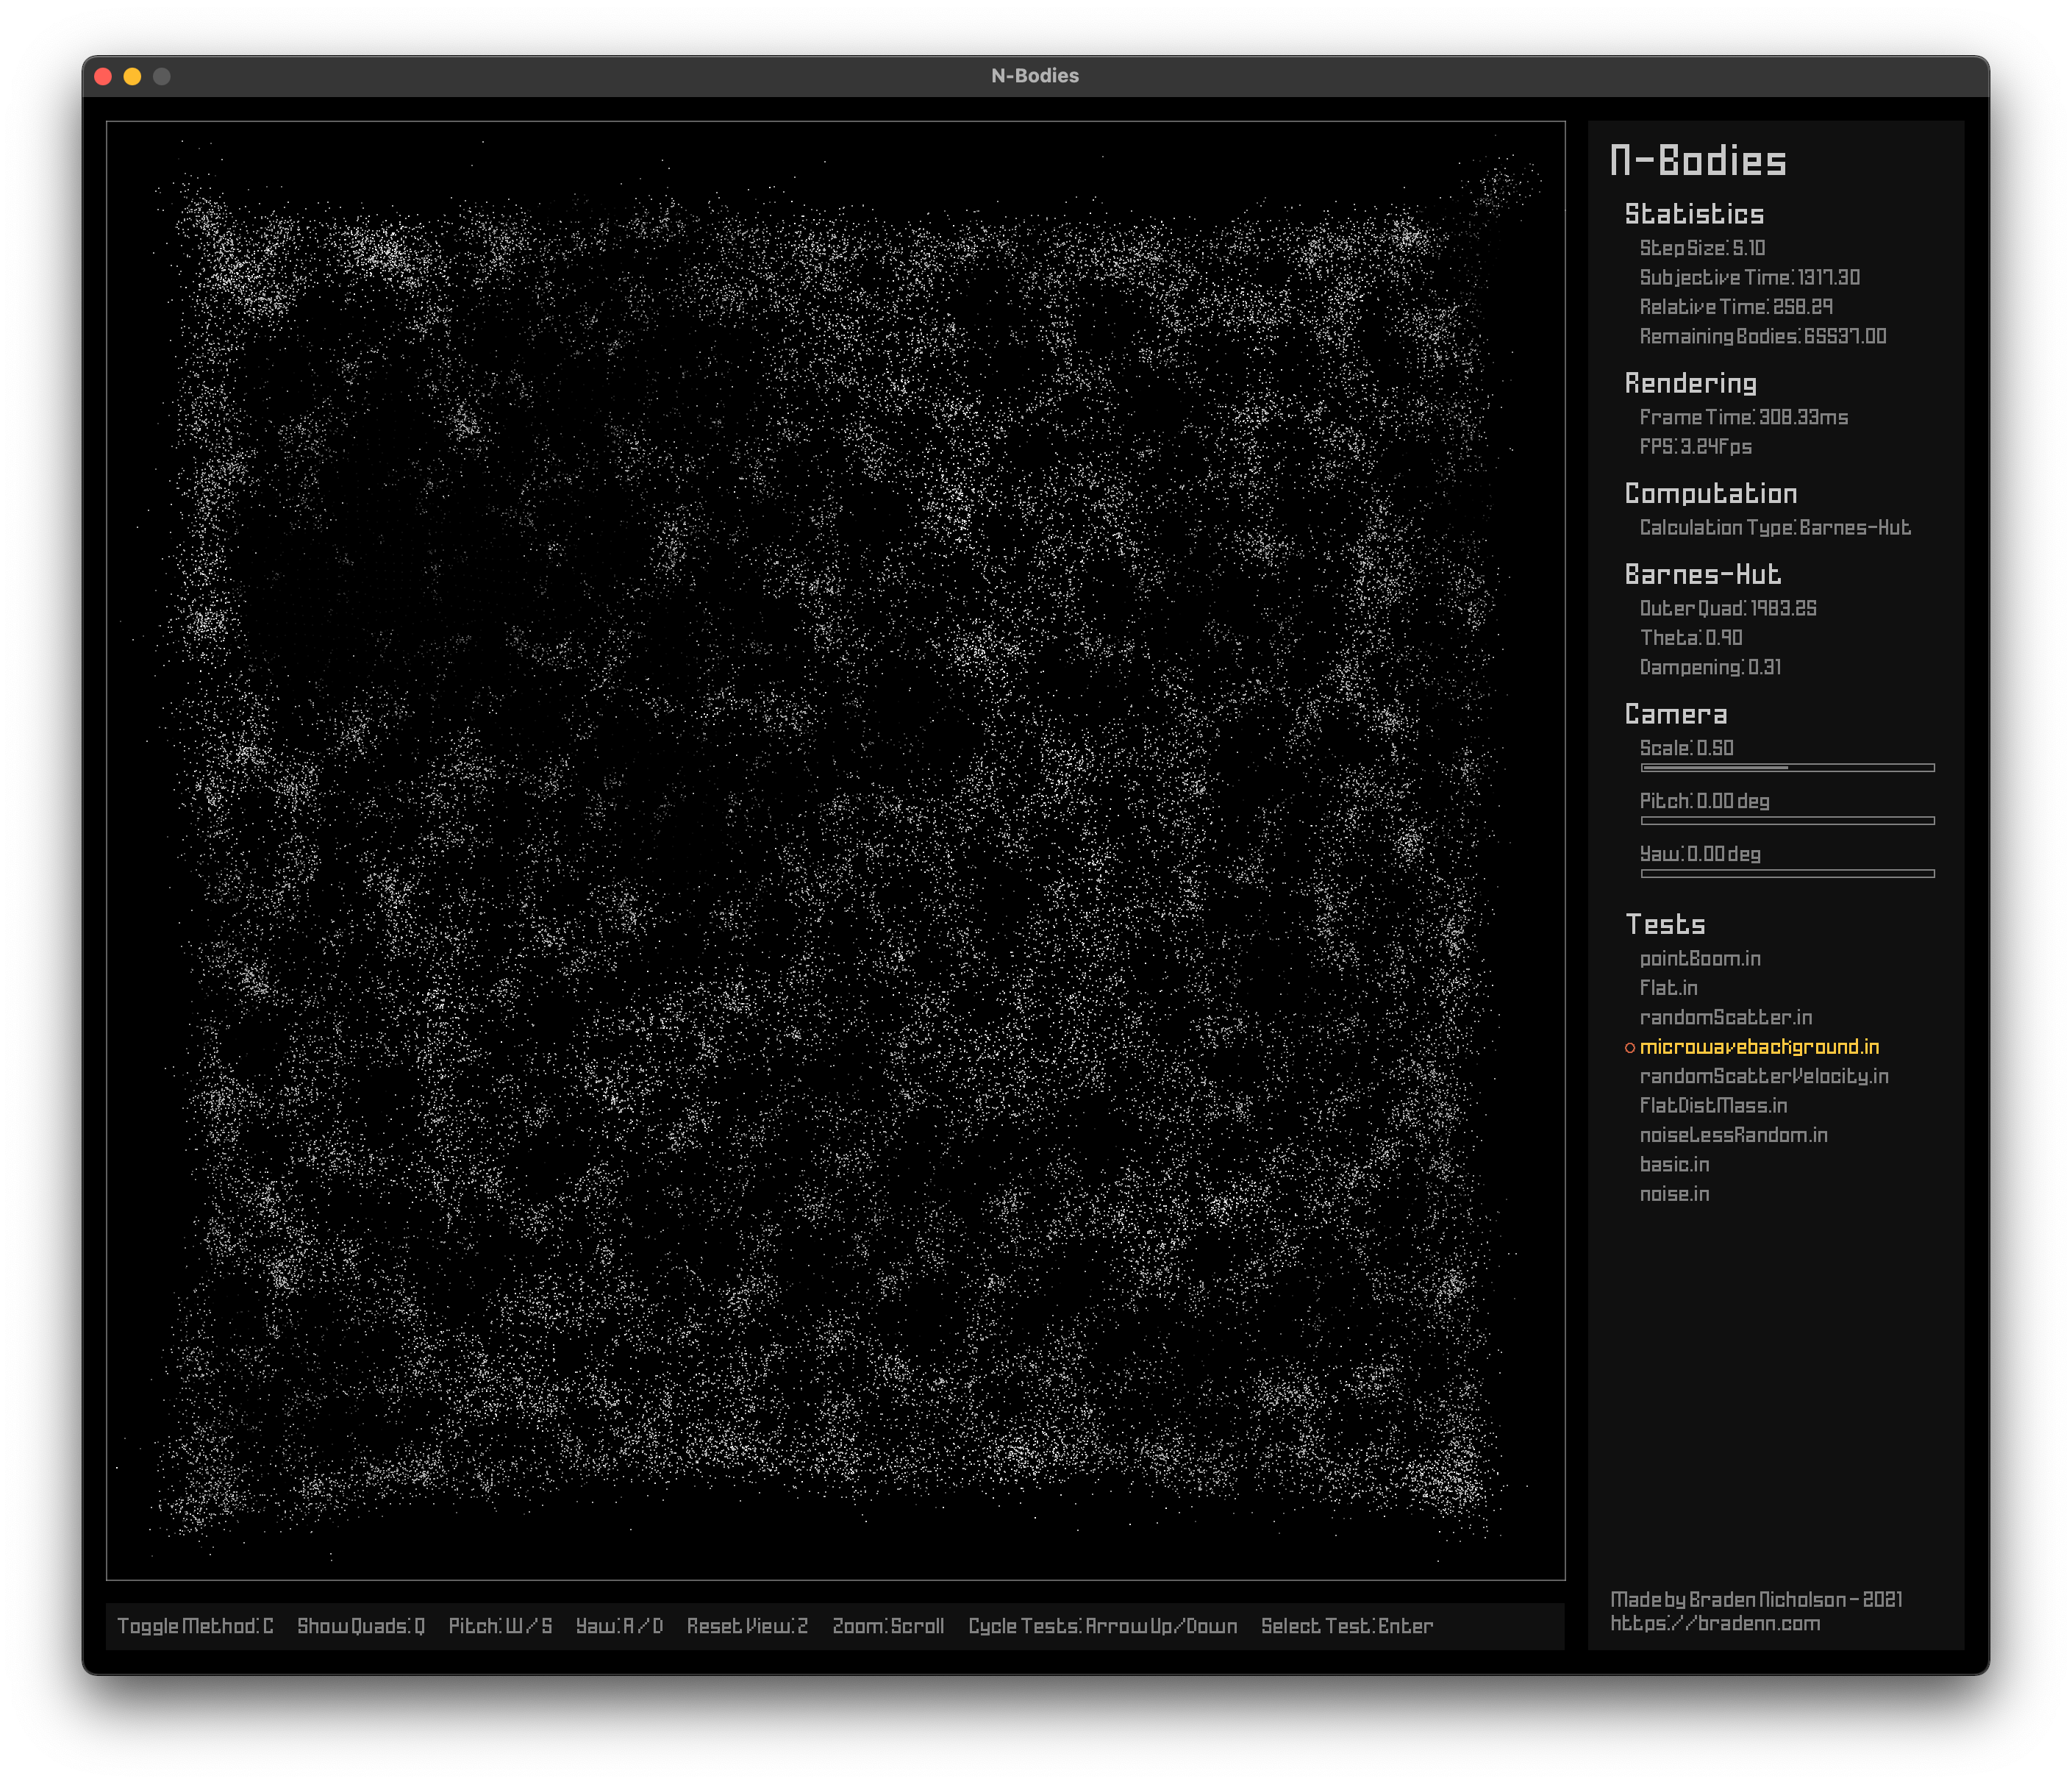 N-Bodies
N-Bodies
Statistics
Step Size: 5.10
Subjective Time: 1317.30
Relative Time: 258.29
Remaining Bodies: 65537.00
Rendering
Frame Time: 308.33ms
FPS: 3.24fps
Computation
Calculation Type: Barnes-Hut
Barnes-Hut
Outer Quad: 1983.25
Theta: 0.90
Dampening: 0.31
Camera
Scale: 0.50
Pitch: 0.00 deg
Yaw: 0.00 deg
Tests
pointBoom.in
flat.in
randomScatter.in
microwavebackground.in
randomScatterVelocity.in
flatDistMass.in
noiseLessRandom.in
basic.in
noise.in
Made by Braden Nicholson - 2021
https://bradenn.com
Toggle Method: C Show Quads: Q Pitch: W / S Yaw: A / D Reset View: Z Zoom: Scroll Cycle Tests: Arrow Up/Down Select Test: Enter